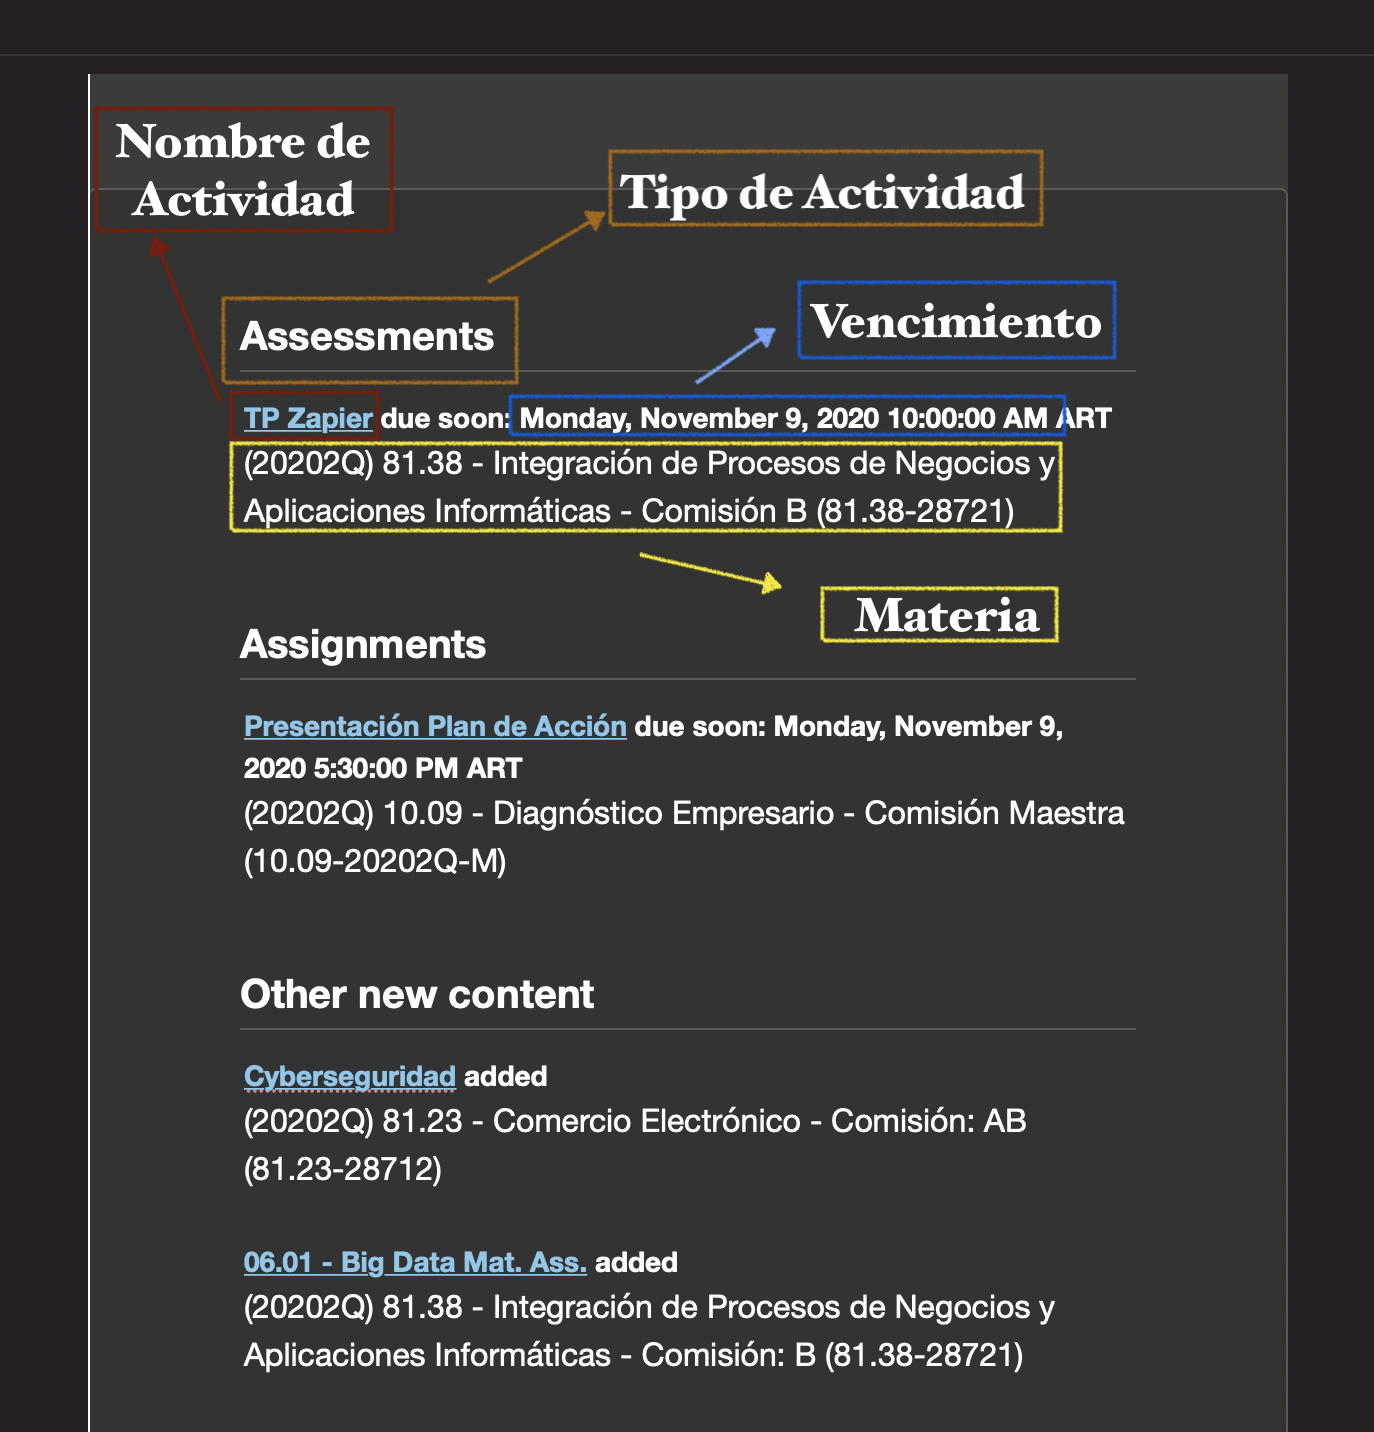 Nombre de
Actividad
Tipo de Actividad
Assessments
Vencimiento
TP Zapier due soon: Monday, November 9, 2020 10:00:00 AM ART
(20202Q) 81.38 - Integración de Procesos de Negocios y
Aplicaciones Informáticas - Comisión B (81.38-28721)
Materia
Assignments
Presentación Plan de Acción due soon: Monday, November 9,
2020 5:30:00 PM ART
(20202Q) 10.09 - Diagnóstico Empresario - Comisión Maestra
(10.09-20202Q-M)
Other new content
Cyberseguridad added
(20202Q) 81.23 - Comercio Electrónico - Comisión: AB
(81.23-28712)
06.01 - Big Data Mat. Ass. added
(20202Q) 81.38 - Integración de Procesos de Negocios y
Aplicaciones Informáticas - Comisión: B (81.38-28721)